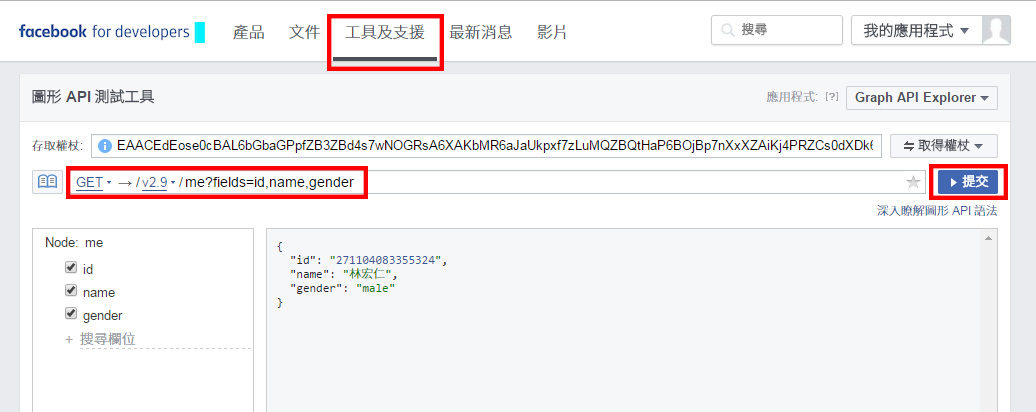 facebook for developers 產品 文件 工具及支援 最新消息 影片 搜尋 我的應用程式
圖形 API 測試工具 應用程式: [?] Graph API Explorer
存取權杖: EAACEdEose0cBAL6bGbaGPpfZB3ZBd4s7wNOGRsA6XAKbMR6aJaUkpxf7zLuMQZBQtHaP6BOjBp7nXxXZAiKj4PRZCs0dXDk6 取得權杖
GET → / v2.9 / me?fields=id,name,gender 提交
深入瞭解圖形 API 語法
Node: me
id
name
gender
+ 搜尋欄位
{
"id": "271104083355324",
"name": "林宏仁",
"gender": "male"
}